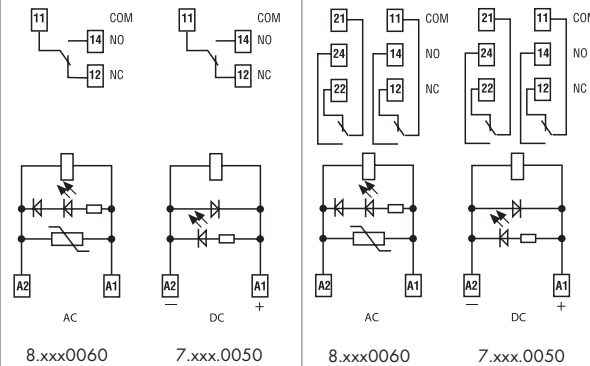 11 COM 11 COM 21 11 COM 21 11 COM
14 NO 14 NO 24 14 NO 24 14 NO
12 NC 12 NC 22 12 NC 22 12 NC
A2 A1 A2 A1 A2 A1 A2 A1
— + — +
AC DC AC DC
8.xxx0060 7.xxx.0050 8.xxx0060 7.xxx.0050